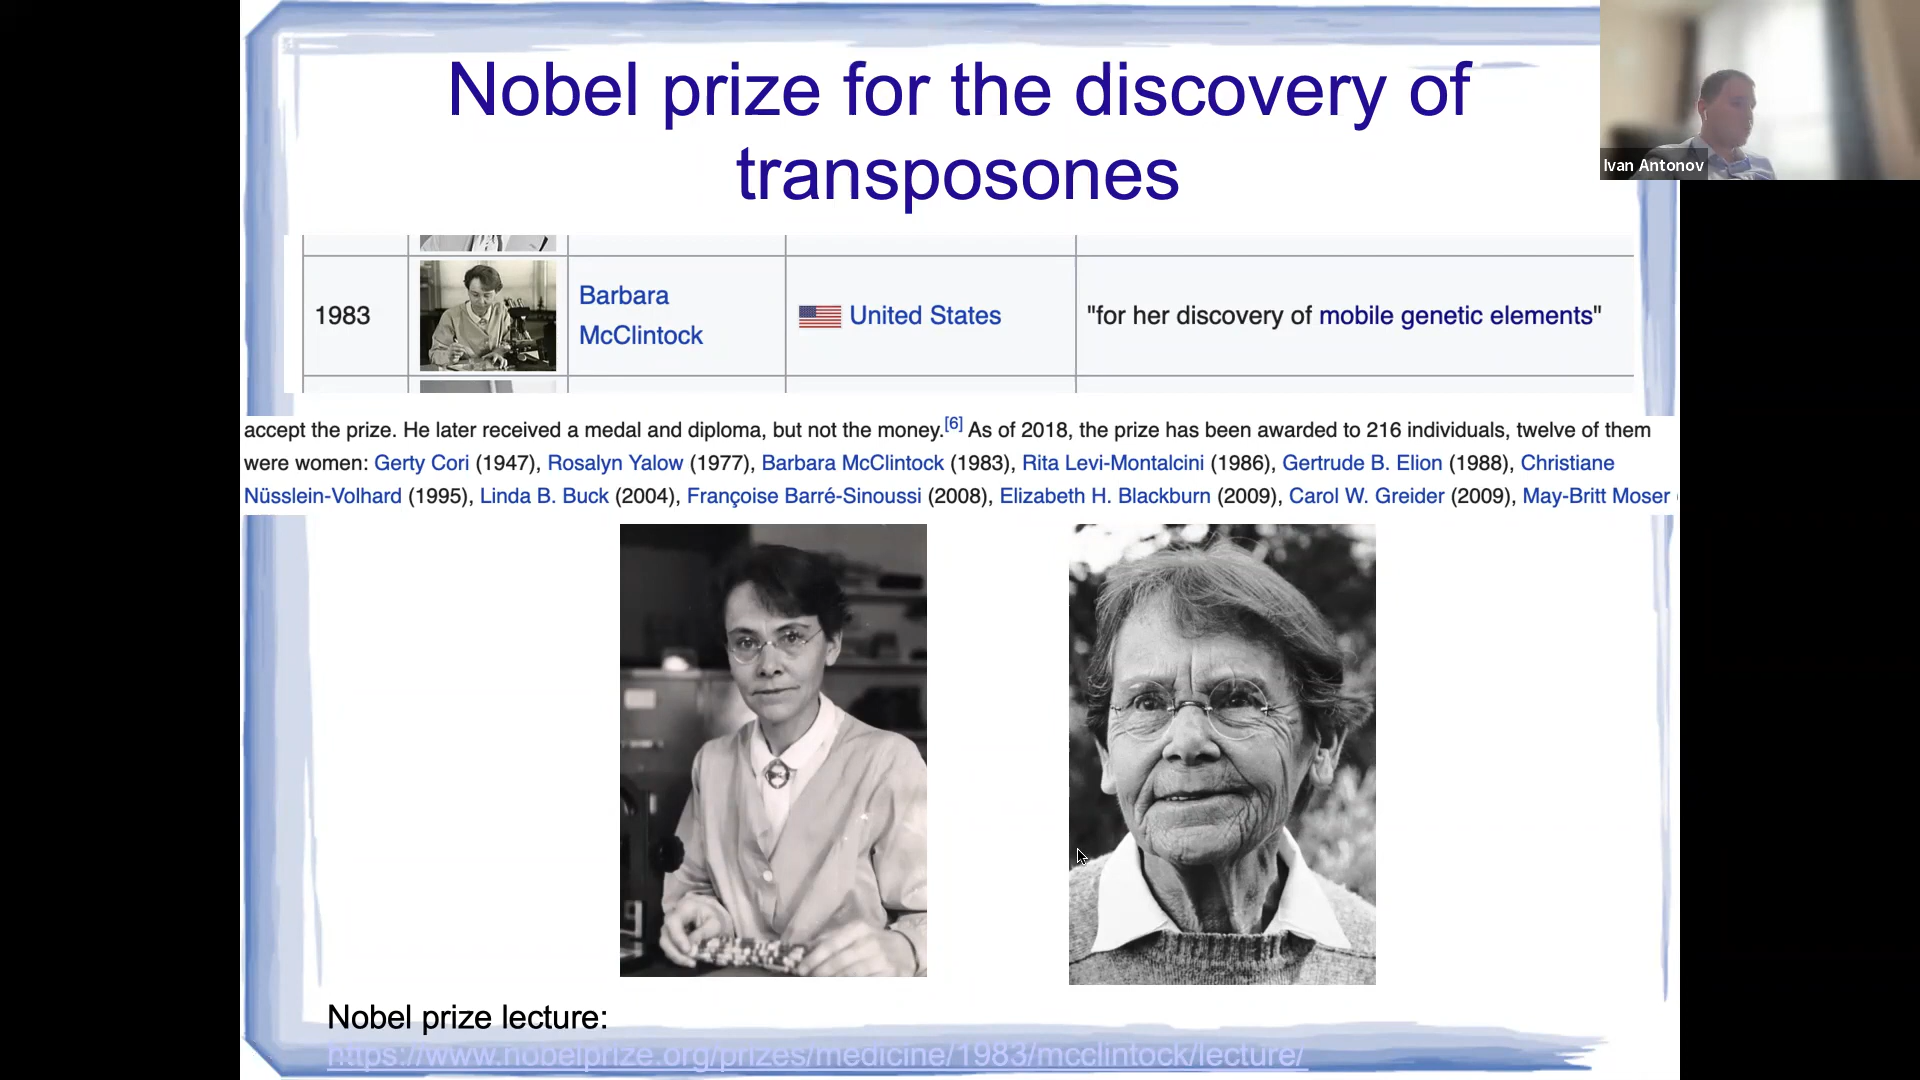 Nobel prize for the discovery of
transposones
Ivan Antonov
1983
Barbara
McClintock
United States
"for her discovery of mobile genetic elements"
accept the prize. He later received a medal and diploma, but not the money.[6] As of 2018, the prize has been awarded to 216 individuals, twelve of them
were women: Gerty Cori (1947), Rosalyn Yalow (1977), Barbara McClintock (1983), Rita Levi-Montalcini (1986), Gertrude B. Elion (1988), Christiane
Nüsslein-Volhard (1995), Linda B. Buck (2004), Françoise Barré-Sinoussi (2008), Elizabeth H. Blackburn (2009), Carol W. Greider (2009), May-Britt Moser
Nobel prize lecture:
https://www.nobelprize.org/prizes/medicine/1983/mcclintock/lecture/